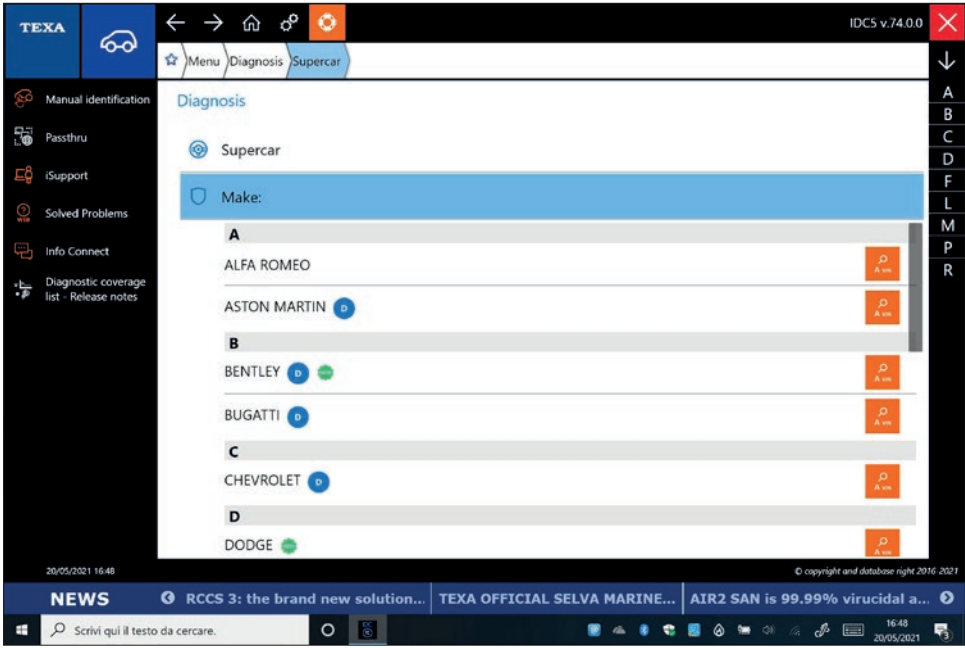 TEXA
IDC5 v.74.0.0
Menu Diagnosis Supercar
Manual identification
Passthru
iSupport
Solved Problems
Info Connect
Diagnostic coverage
list - Release notes
Diagnosis
Supercar
Make:
A
ALFA ROMEO
ASTON MARTIN D
B
BENTLEY D
BUGATTI D
C
CHEVROLET D
D
DODGE
A
B
C
D
F
L
M
P
R
20/05/2021 16:48
© copyright and database right 2016-2021
NEWS
RCCS 3: the brand new solution...
TEXA OFFICIAL SELVA MARINE...
AIR2 SAN is 99.99% virucidal a...
Scrivi qui il testo da cercare.
16:48
20/05/2021
3